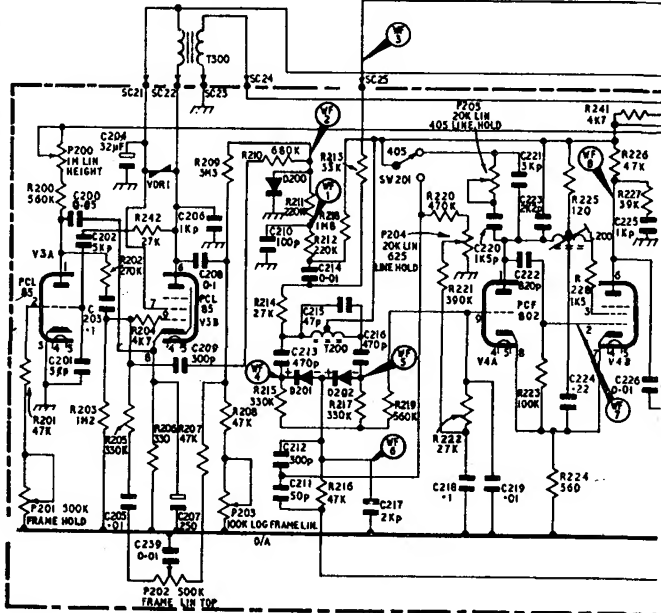 WF 3
T300
SC21
SC22
SC23
SC24
SC25
WF 2
P205
20K LIN
405 LINE HOLD
R241
4K7
C204
32µF
P200
1M LIN
HEIGHT
VDR1
R209
3M3
R210
680K
D200
R211
220K
WF 1
R213
33K
405
SW201
C221
3K3p
WF 8
R226
47K
R200
560K
C200
0·05
C202
5Kp
R242
27K
C206
1Kp
C210
100p
R218
1M8
R212
220K
C214
0·01
R220
470K
P204
20K LIN
625
LINE HOLD
C223
2K2p
R225
120
R227
39K
C225
1Kp
V3A
PCL
85
R202
270K
C208
0·1
PCL
85
V3B
R214
27K
C215
47p
T200
C216
470p
C220
1K5p
R221
390K
C222
820p
PCF
802
R228
1K5
C203
·1
R204
4K7
C209
300p
C213
470p
WF 4
WF 5
V4A
V4B
C201
5Kp
R203
1M2
R201
47K
R205
330K
R206
330
R207
47K
R208
47K
R215
330K
D201
D202
R217
330K
R219
560K
R222
27K
R223
100K
C224
·22
WF 7
C226
0·01
C212
300p
WF 6
P201 500K
FRAME HOLD
C205
·01
C207
250
P203
100K LOG FRAME LIN.
C211
50p
R216
47K
C217
2Kp
C218
·1
C219
·01
R224
560
C239
0·01
O/A
P202 500K
FRAME LIN TOP